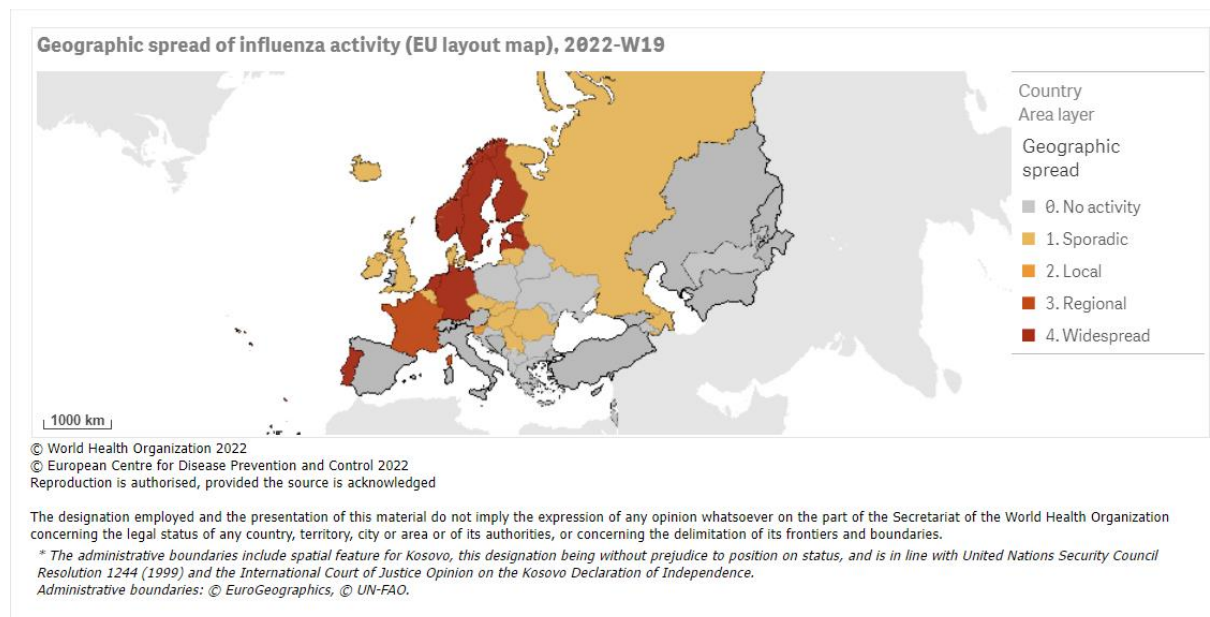 Geographic spread of influenza activity (EU layout map), 2022-W19
Country
Area layer
Geographic
spread
0. No activity
1. Sporadic
2. Local
3. Regional
4. Widespread
1000 km
© World Health Organization 2022
© European Centre for Disease Prevention and Control 2022
Reproduction is authorised, provided the source is acknowledged
The designation employed and the presentation of this material do not imply the expression of any opinion whatsoever on the part of the Secretariat of the World Health Organization
concerning the legal status of any country, territory, city or area or of its authorities, or concerning the delimitation of its frontiers and boundaries.
* The administrative boundaries include spatial feature for Kosovo, this designation being without prejudice to position on status, and is in line with United Nations Security Council
Resolution 1244 (1999) and the International Court of Justice Opinion on the Kosovo Declaration of Independence.
Administrative boundaries: © EuroGeographics, © UN-FAO.